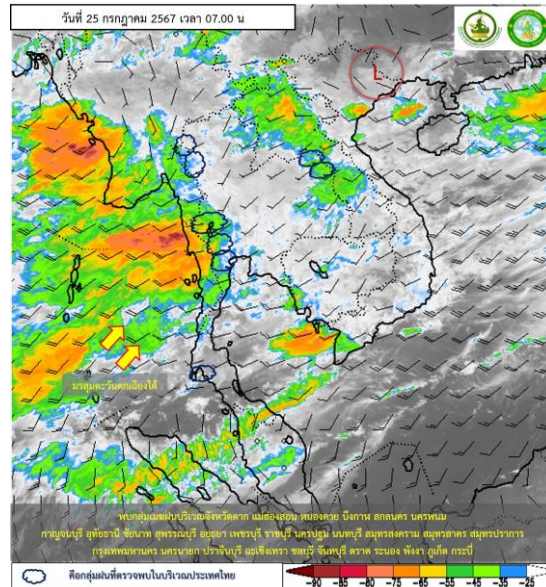 วันที่ 25 กรกฎาคม 2567 เวลา 07.00 น
L
มรสุมตะวันตกเฉียงใต้
พบกลุ่มเมฆฝนบริเวณจังหวัดตาก แม่ฮ่องสอน หนองคาย บึงกาฬ สกลนคร นครพนม
กาญจนบุรี อุทัยธานี ชัยนาท สุพรรณบุรี อยุธยา เพชรบุรี ราชบุรี นครปฐม นนทบุรี สมุทรสงคราม สมุทรสาคร สมุทรปราการ
กรุงเทพมหานคร นครนายก ปราจีนบุรี ฉะเชิงเทรา ชลบุรี จันทบุรี ตราด ระนอง พังงา ภูเก็ต กระบี่
คือกลุ่มฝนที่ตรวจพบในบริเวณประเทศไทย
-90 -85 -80 -75 -65 -55 -45 -35 -25